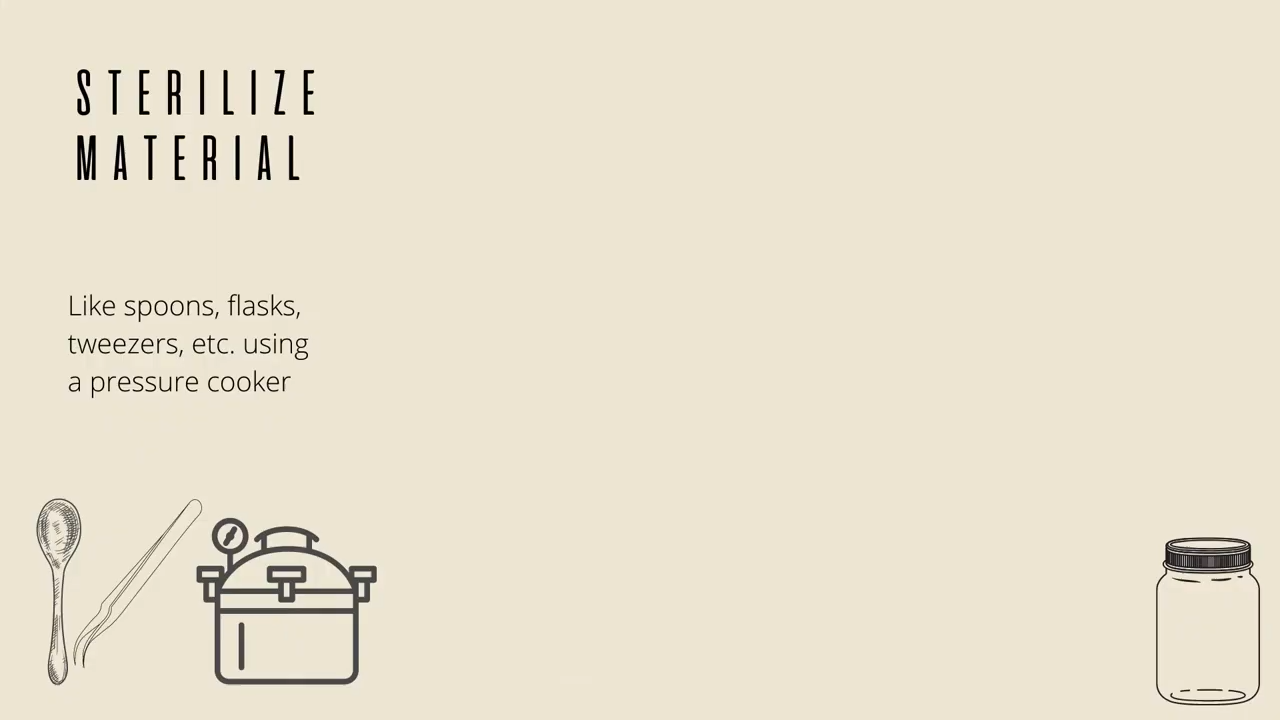 STERILIZE
MATERIAL
Like spoons, flasks,
tweezers, etc. using
a pressure cooker